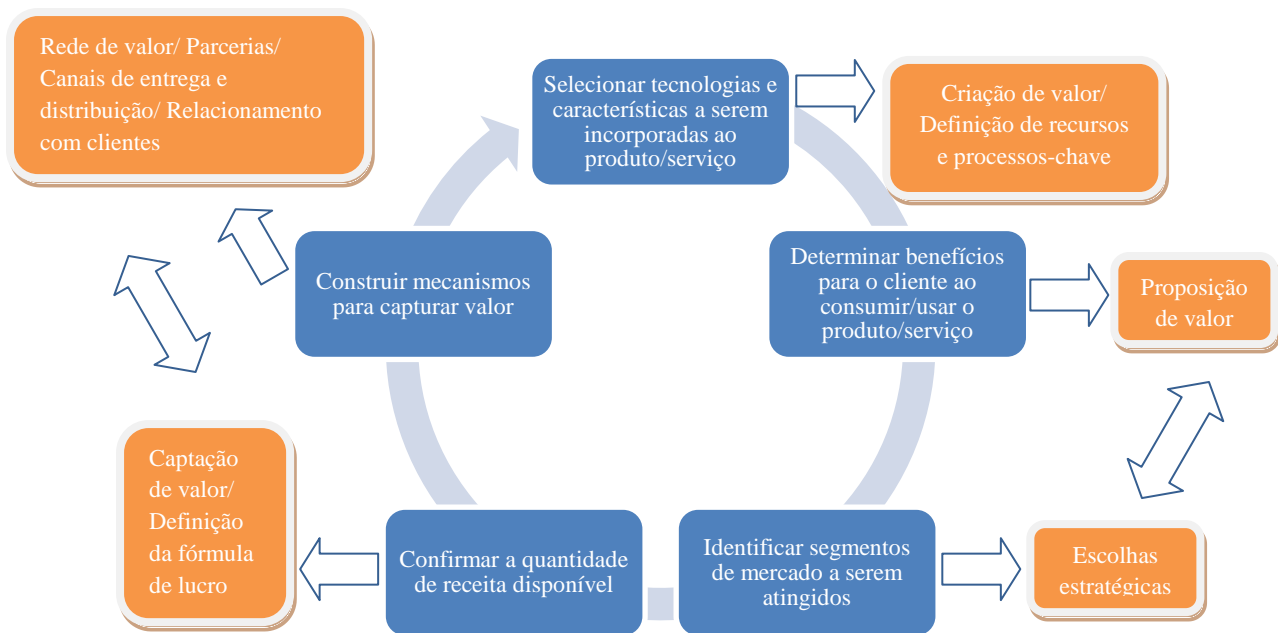 Rede de valor/ Parcerias/
Canais de entrega e
distribuição/ Relacionamento
com clientes
Selecionar tecnologias e
características a serem
incorporadas ao
produto/serviço
Criação de valor/
Definição de recursos
e processos-chave
Construir mecanismos
para capturar valor
Determinar benefícios
para o cliente ao
consumir/usar o
produto/serviço
Proposição
de valor
Captação
de valor/
Definição
da fórmula
de lucro
Confirmar a quantidade
de receita disponível
Identificar segmentos
de mercado a serem
atingidos
Escolhas
estratégicas